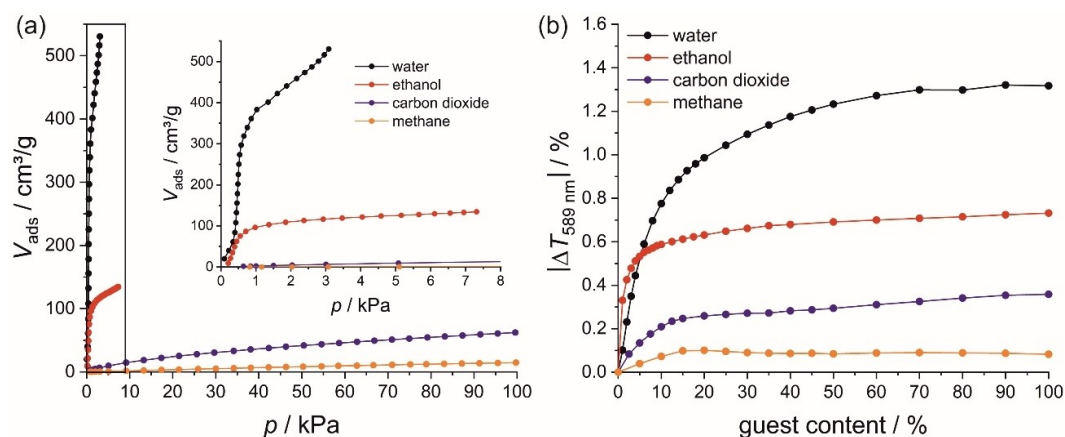 (a)
V_ads / cm³/g
500
400
300
200
100
0
0 10 20 30 40 50 60 70 80 90 100
p / kPa
V_ads / cm³/g
500
400
300
200
100
0
0 1 2 3 4 5 6 7 8
p / kPa
water
ethanol
carbon dioxide
methane
(b)
|ΔT_589 nm| / %
1.6
1.4
1.2
1.0
0.8
0.6
0.4
0.2
0.0
0 10 20 30 40 50 60 70 80 90 100
guest content / %
water
ethanol
carbon dioxide
methane